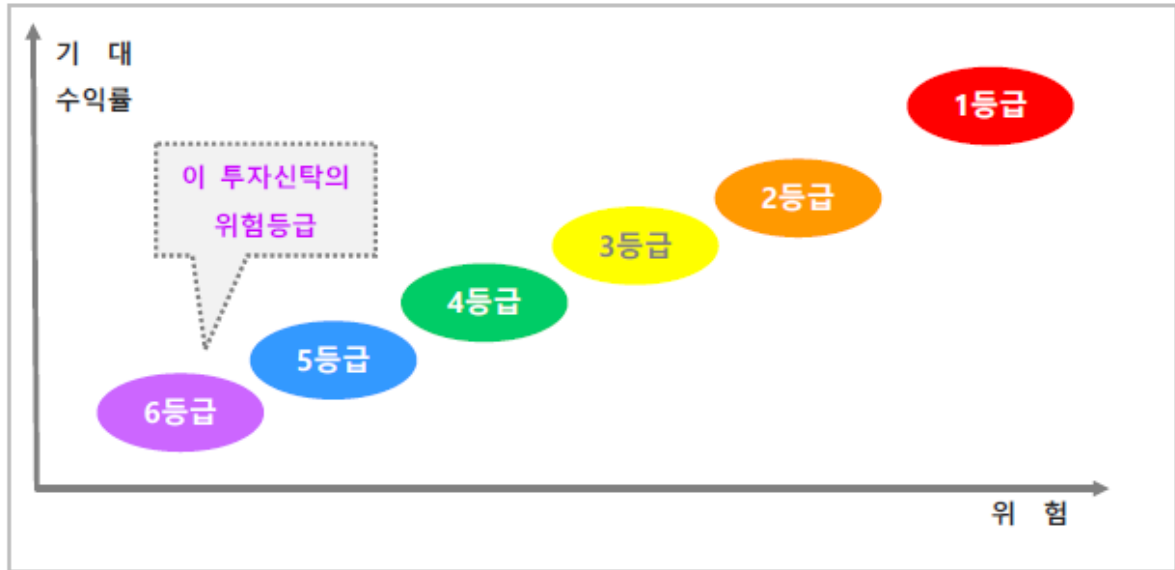 기 대
수익률
1등급
이 투자신탁의
위험등급
2등급
3등급
4등급
5등급
6등급
위 험